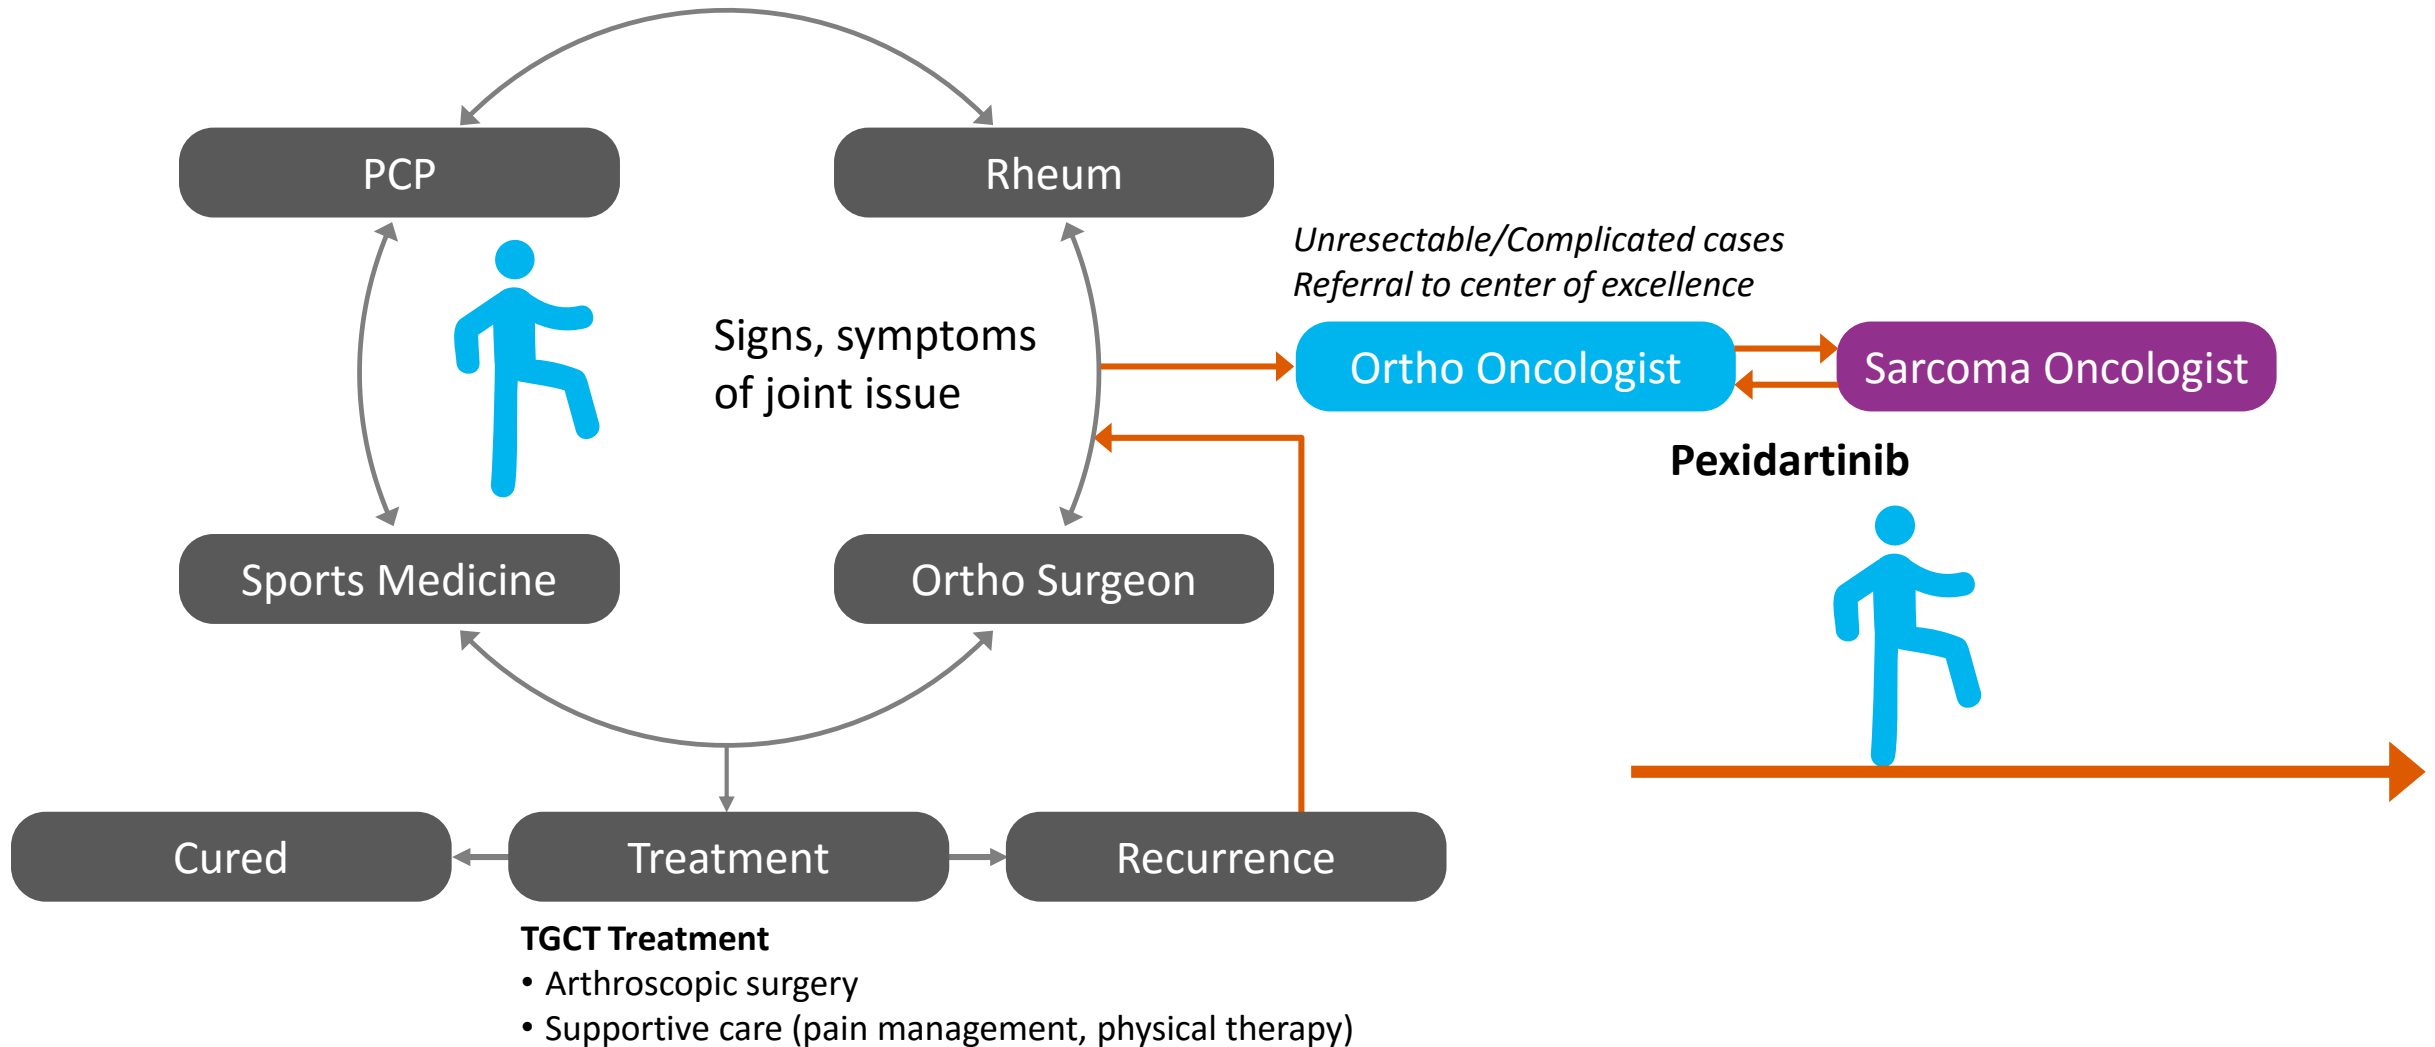 PCP
Rheum
Signs, symptoms
of joint issue
Unresectable/Complicated cases
Referral to center of excellence
Ortho Oncologist
Sarcoma Oncologist
Pexidartinib
Sports Medicine
Ortho Surgeon
Cured
Treatment
Recurrence
TGCT Treatment
• Arthroscopic surgery
• Supportive care (pain management, physical therapy)